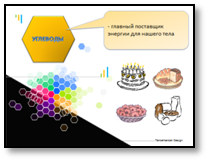 УГЛЕВОДЫ
- главный поставщик
энергии для нашего тела